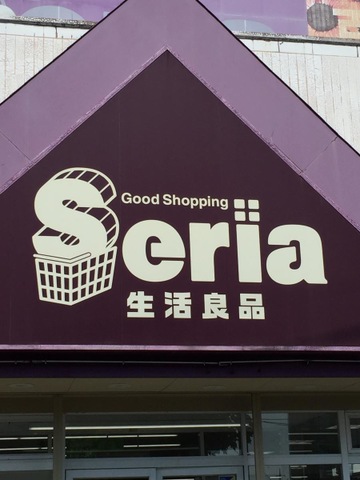 Good Shopping
Seria
生活良品